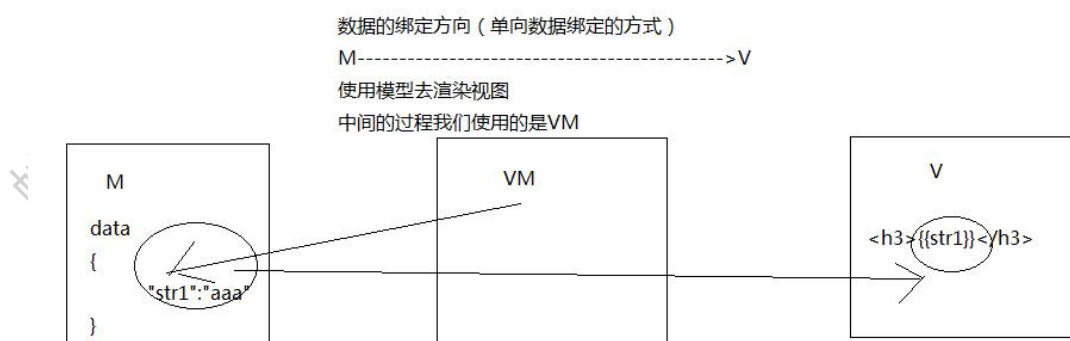 数据的绑定方向（单向数据绑定的方式）
M----------------------------------------->V
使用模型去渲染视图
中间的过程我们使用的是VM
M
data
{
"str1":"aaa"
}
VM
V
<h3>{{str1}}</h3>